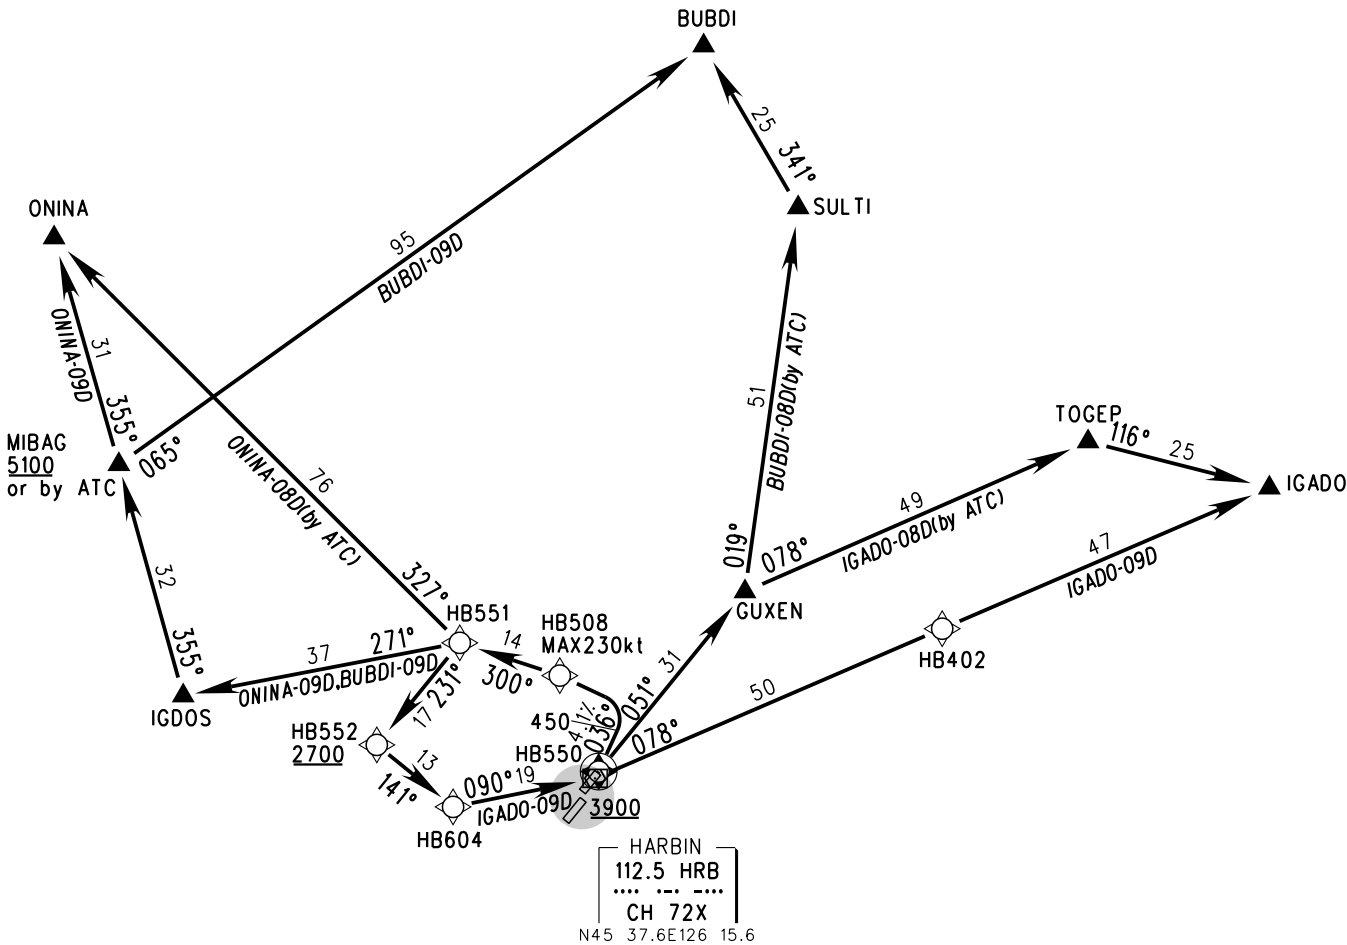 BUBDI
25
341°
ONINA
SULTI
95
BUBDI-09D
ONINA-09D
31
51
BUBDI-08D(by ATC)
355°
065°
MIBAG
5100
or by ATC
ONINA-08D(by ATC)
76
TOGEP
116°
25
IGADO
49
IGADO-08D(by ATC)
019°
078°
47
IGADO-09D
32
327°
GUXEN
HB551
HB508
MAX230kt
14
355°
37
271°
ONINA-09D,BUBDI-09D
300°
31
HB402
IGDOS
17
231°
4.1%
450
036°
051°
50
HB552
2700
HB550
078°
13
141°
090°
19
IGADO-09D
3900
HB604
HARBIN
112.5 HRB
···· ·-· -···
CH 72X
N45 37.6E126 15.6